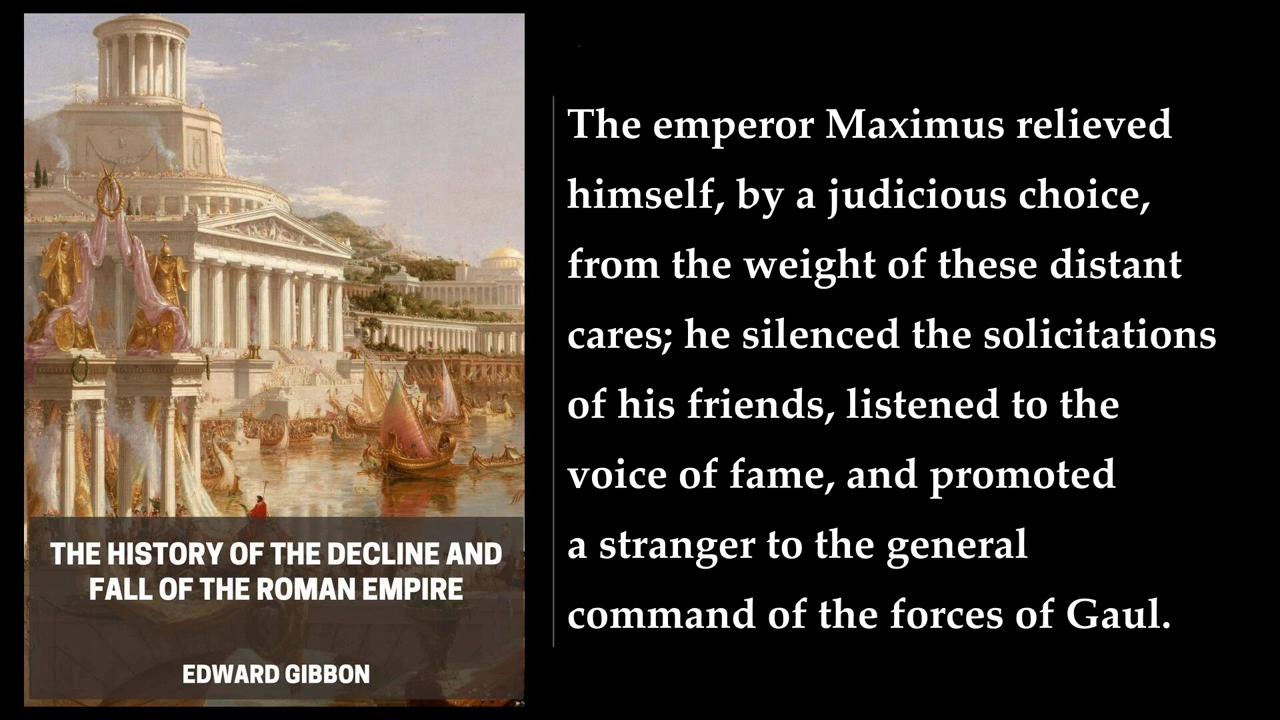 THE HISTORY OF THE DECLINE AND
FALL OF THE ROMAN EMPIRE
EDWARD GIBBON
The emperor Maximus relieved
himself, by a judicious choice,
from the weight of these distant
cares; he silenced the solicitations
of his friends, listened to the
voice of fame, and promoted
a stranger to the general
command of the forces of Gaul.